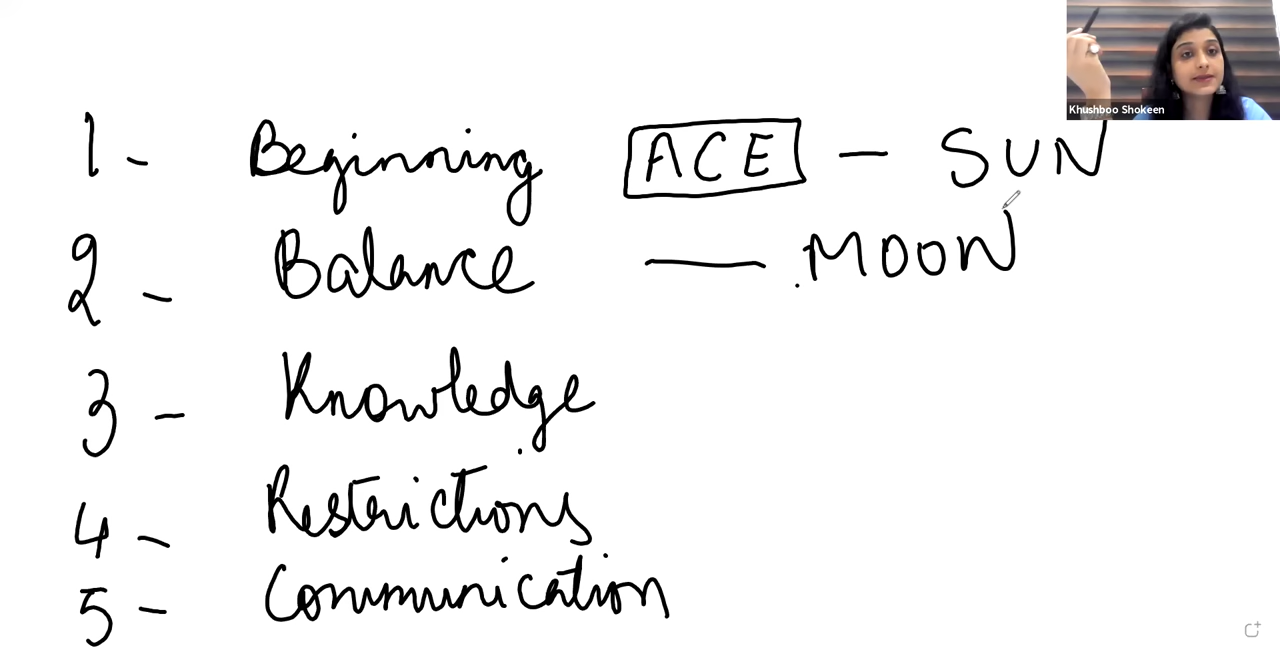 Khushboo Shokeen
1 - Beginning ACE - SUN
2 - Balance — MOON
3 - Knowledge
4 - Restrictions
5 - Communication